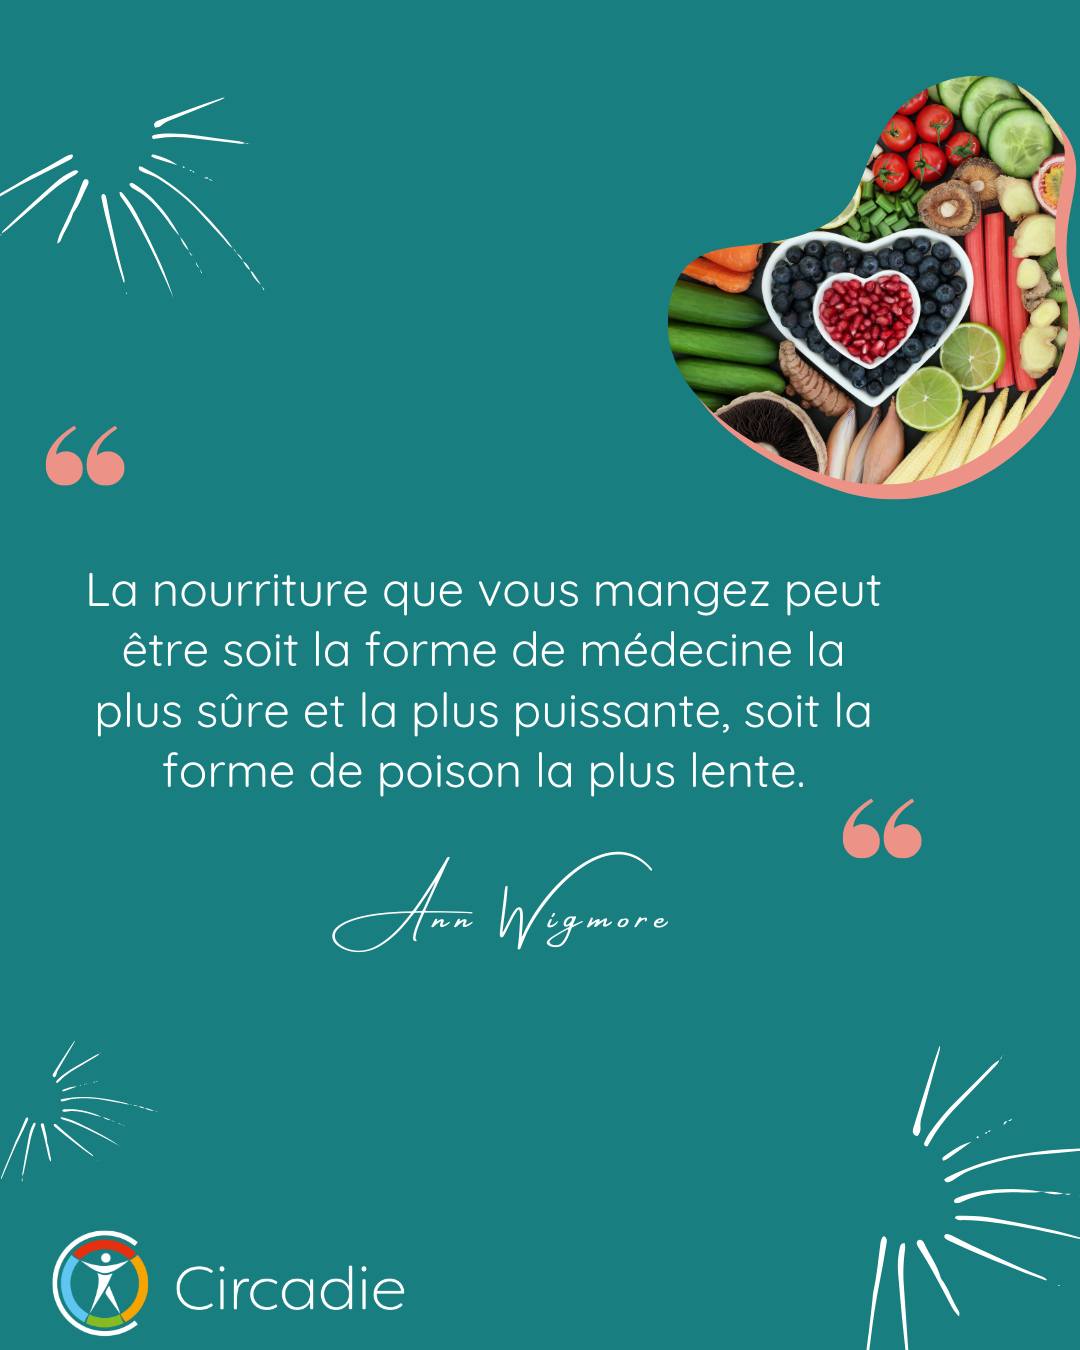 “
La nourriture que vous mangez peut
être soit la forme de médecine la
plus sûre et la plus puissante, soit la
forme de poison la plus lente.
“
Ann Wigmore
Circadie